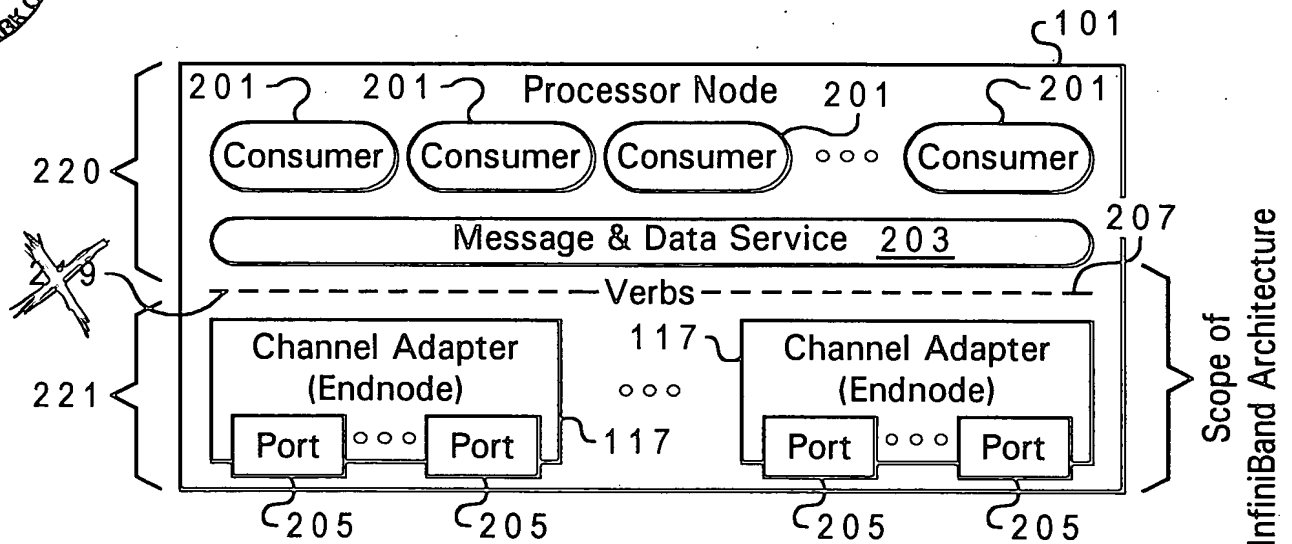 101
201 201 Processor Node 201 201
Consumer Consumer Consumer Consumer
220
Message & Data Service 203
207
Verbs
Channel Adapter (Endnode)
117
Channel Adapter (Endnode)
221
Port Port
117
Port Port
205 205 205 205
Scope of
InfiniBand Architecture